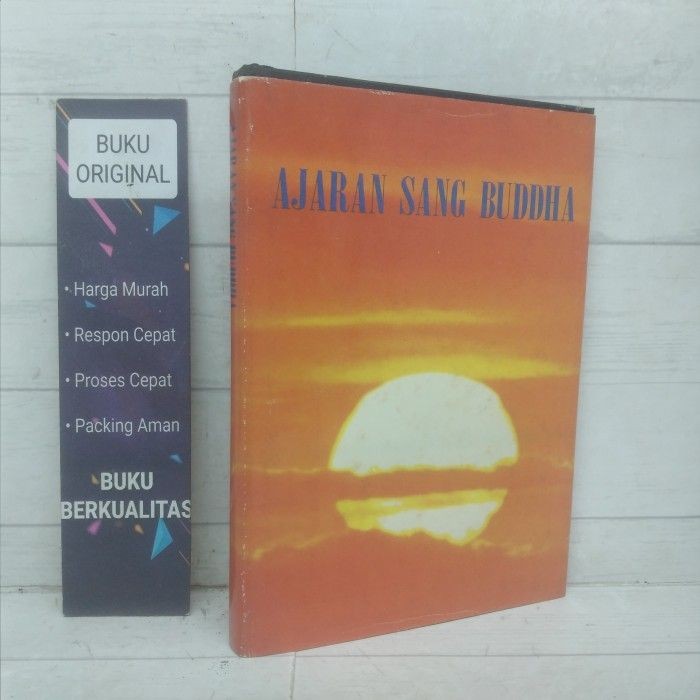 BUKU
ORIGINAL
• Harga Murah
• Respon Cepat
• Proses Cepat
• Packing Aman
BUKU
BERKUALITAS
AJARAN SANG BUDDHA